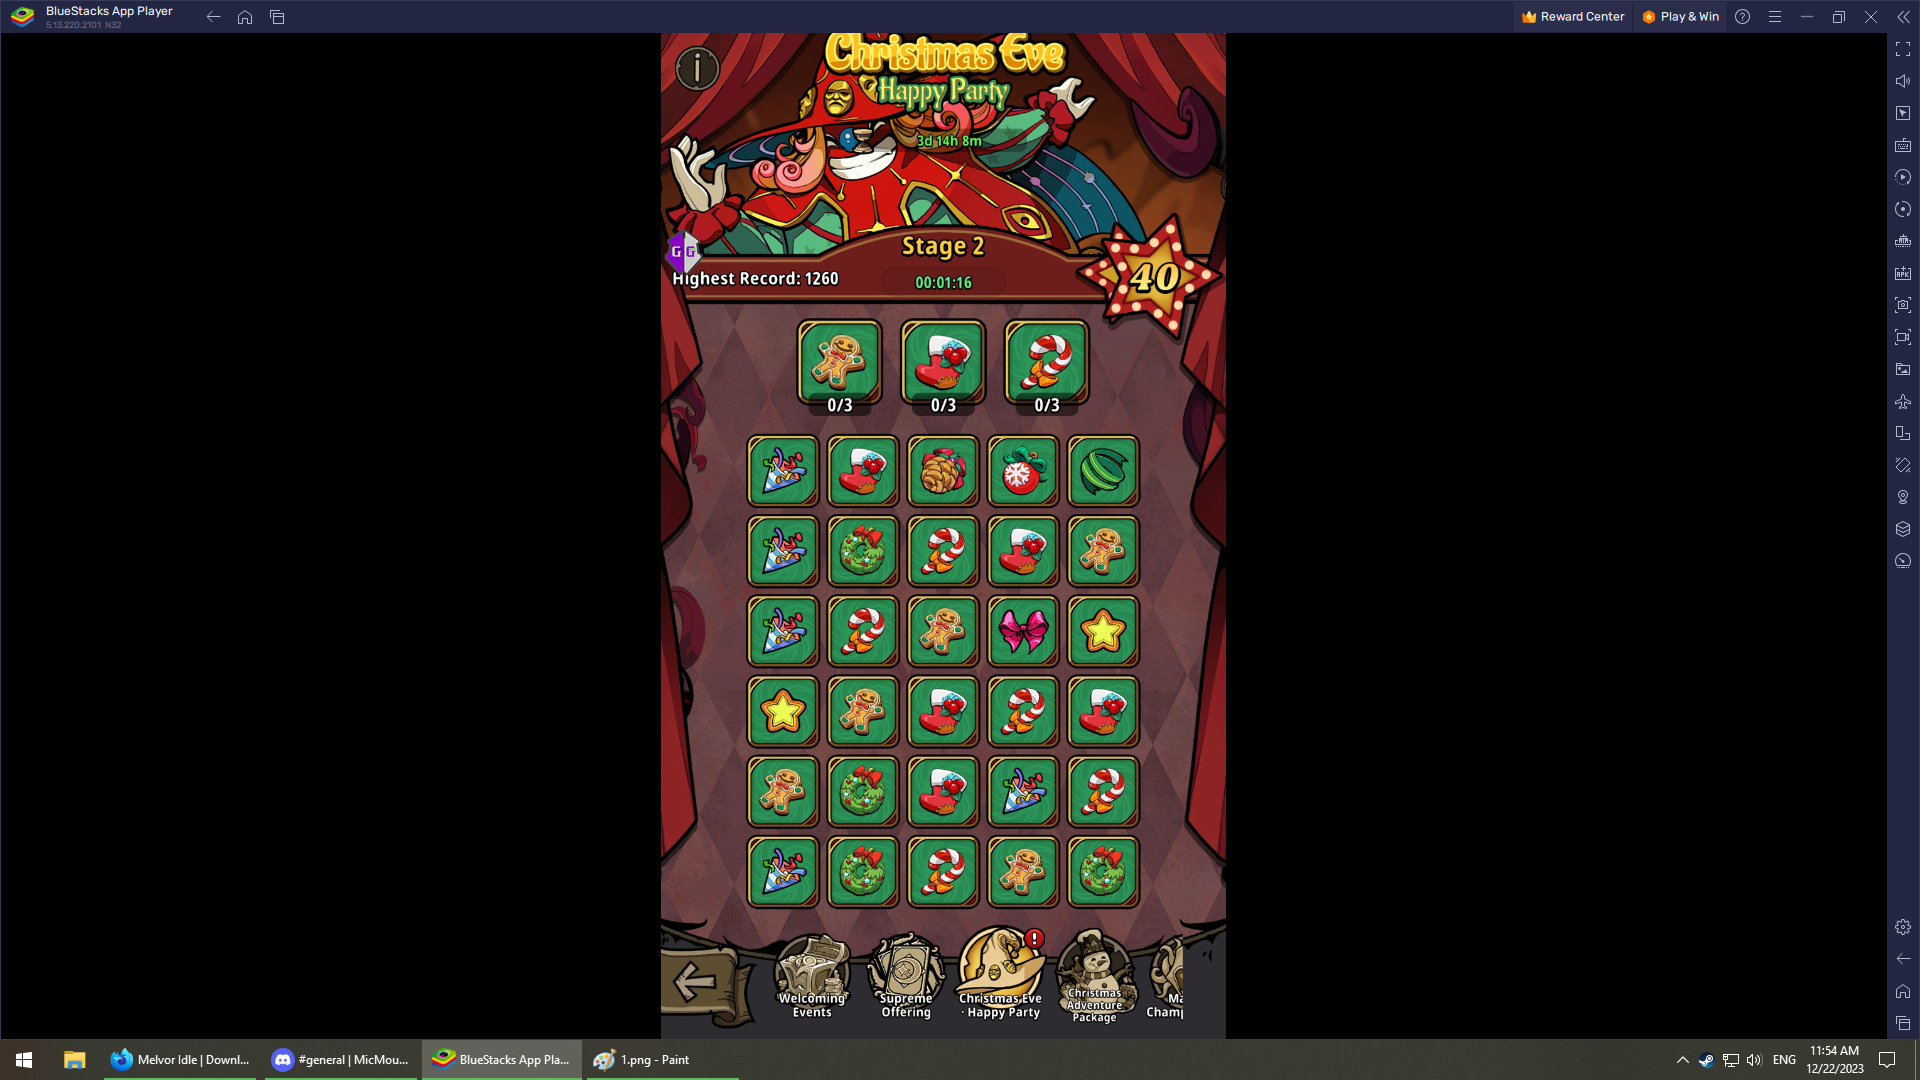 BlueStacks App Player
5.13.220.2101 N32
Reward Center
Play & Win
Christmas Eve
Happy Party
3d 14h 8m
Stage 2
GG
Highest Record: 1260
00:01:16
40
0/3
0/3
0/3
Welcoming
Events
Supreme
Offering
Christmas Eve
· Happy Party
Christmas
Adventure
Package
Ma
Champ
Melvor Idle | Downl...
#general | MicMou...
BlueStacks App Pla...
1.png - Paint
ENG
11:54 AM
12/22/2023